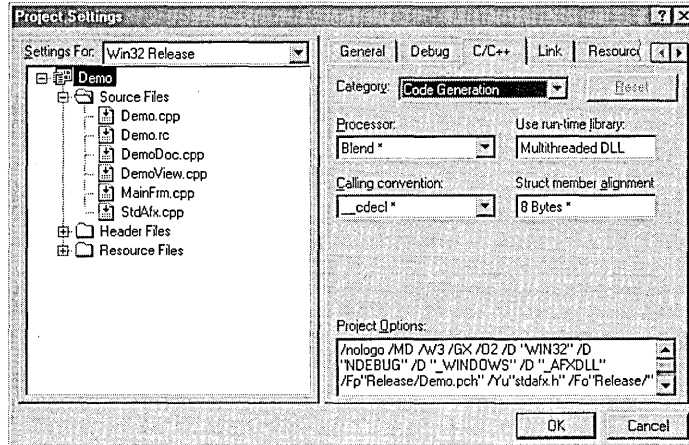 Project Settings
Settings For: Win32 Release
Demo
Source Files
Demo.cpp
Demo.rc
DemoDoc.cpp
DemoView.cpp
MainFrm.cpp
StdAfx.cpp
Header Files
Resource Files
General Debug C/C++ Link Resourc
Category: Code Generation Reset
Processor: Use run-time library:
Blend * Multithreaded DLL
Calling convention: Struct member alignment
__cdecl * 8 Bytes *
Project Options:
/nologo /MD /W3 /GX /O2 /D "WIN32" /D
"NDEBUG" /D "_WINDOWS" /D "_AFXDLL"
/Fp"Release/Demo.pch" /Yu"stdafx.h" /Fo"Release/"
OK Cancel